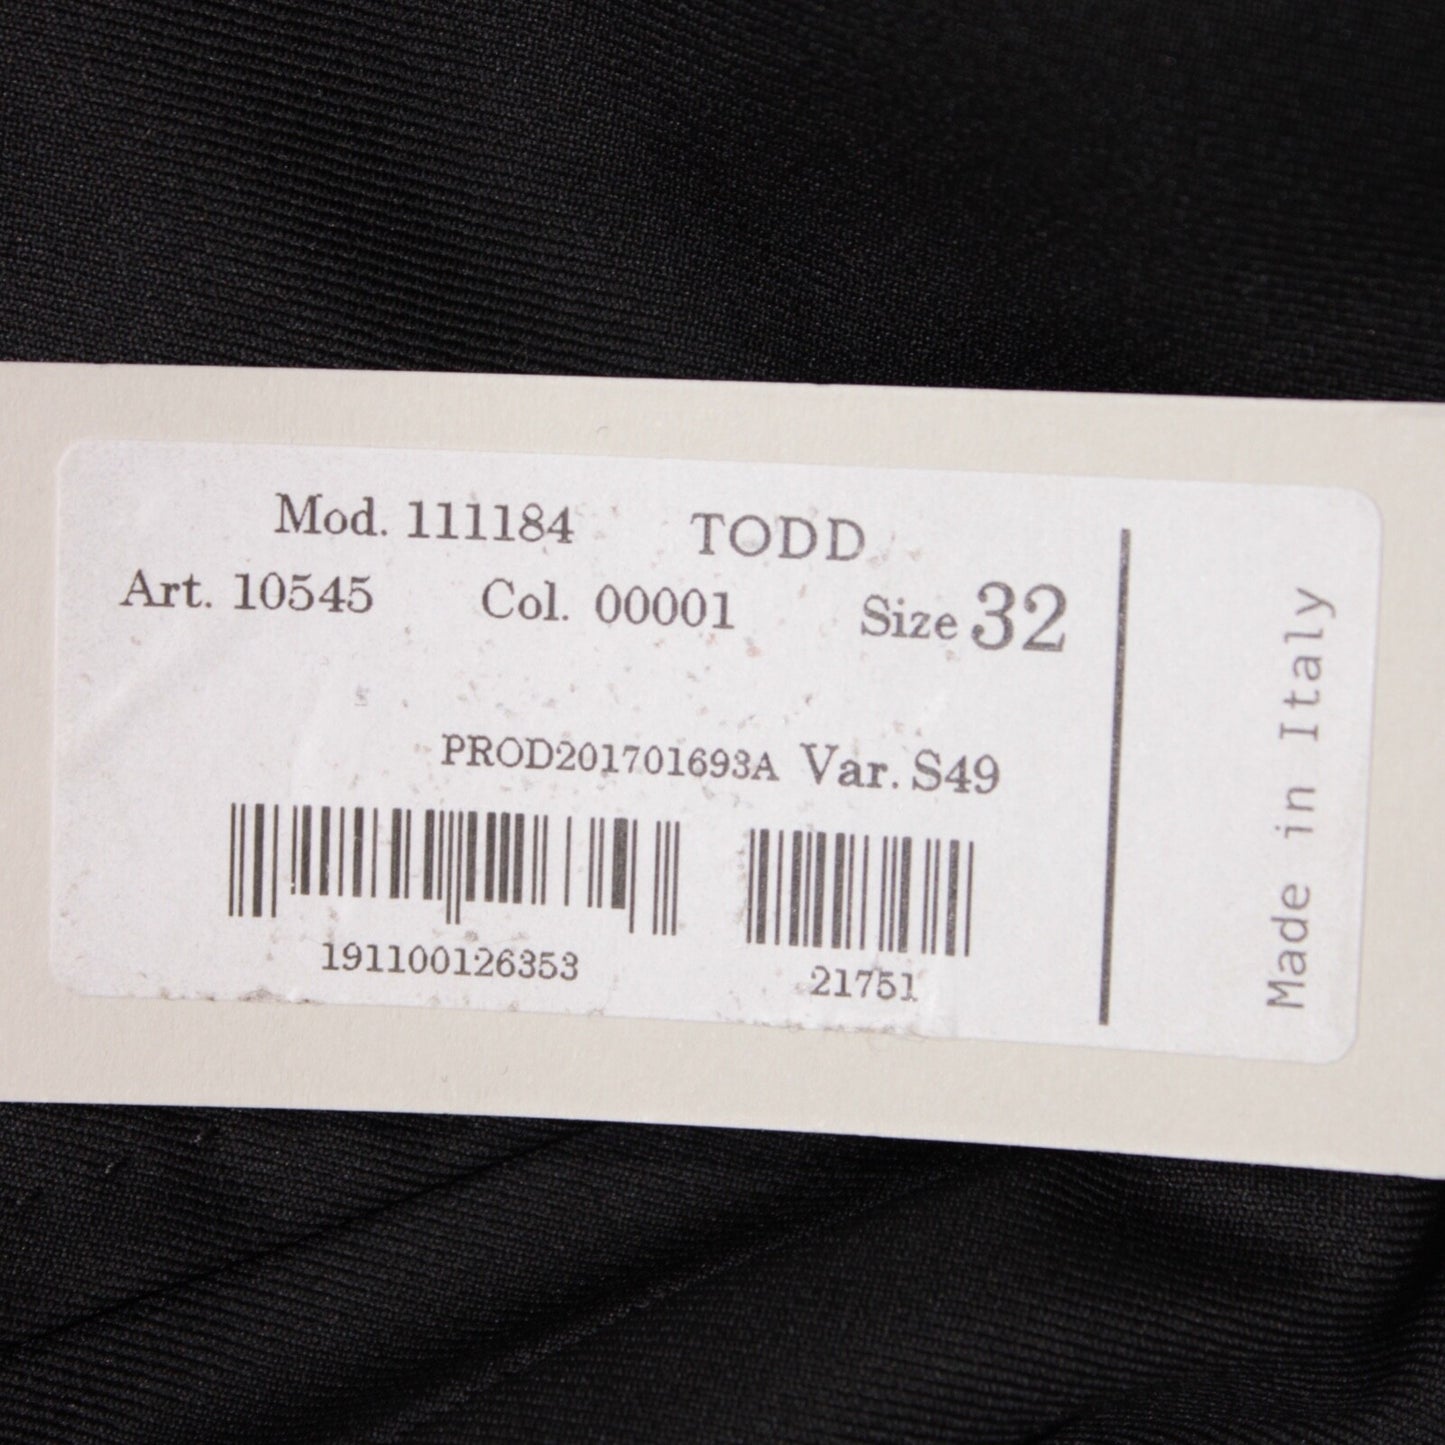 Mod. 111184 TODD
Art. 10545 Col. 00001 Size 32
PROD201701693A Var. S49
191100126353 21751
Made in Italy